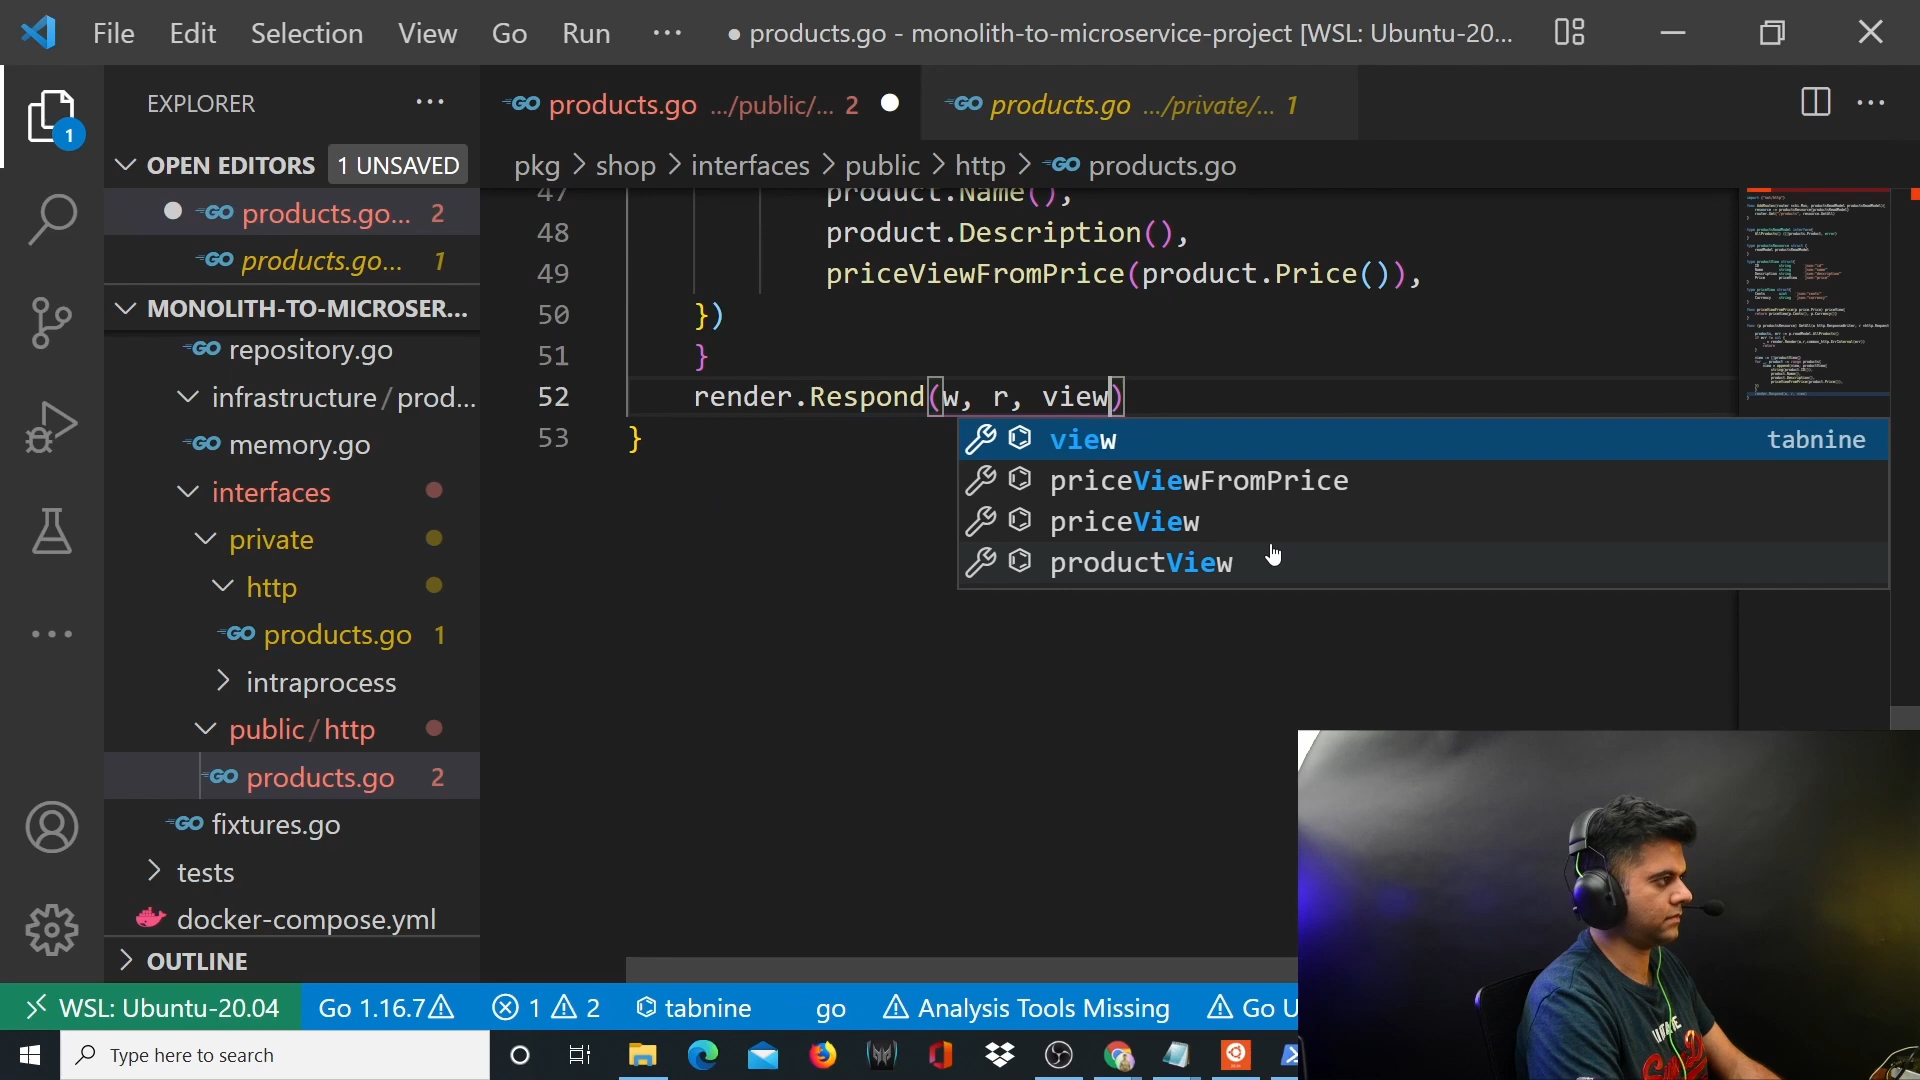 File Edit Selection View Go Run ··· ● products.go - monolith-to-microservice-project [WSL: Ubuntu-20...
EXPLORER ···
OPEN EDITORS 1 UNSAVED
products.go... 2
products.go... 1
MONOLITH-TO-MICROSER...
repository.go
infrastructure / prod...
memory.go
interfaces
private
http
products.go 1
intraprocess
public / http
products.go 2
fixtures.go
tests
docker-compose.yml
OUTLINE
1
GO products.go .../public/... 2 ●
GO products.go .../private/... 1
pkg > shop > interfaces > public > http > GO products.go
47 product.Name(),
48 product.Description(),
49 priceViewFromPrice(product.Price()),
50 })
51 }
52 render.Respond(w, r, view)
53 }
view tabnine
priceViewFromPrice
priceView
productView
WSL: Ubuntu-20.04 Go 1.16.7 1 2 tabnine go Analysis Tools Missing Go U
Type here to search